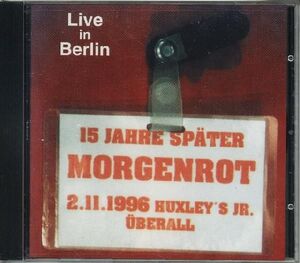 Live
in
Berlin
15 JAHRE SPÄTER
MORGENROT
2.11.1996 HUXLEY'S JR.
ÜBERALL